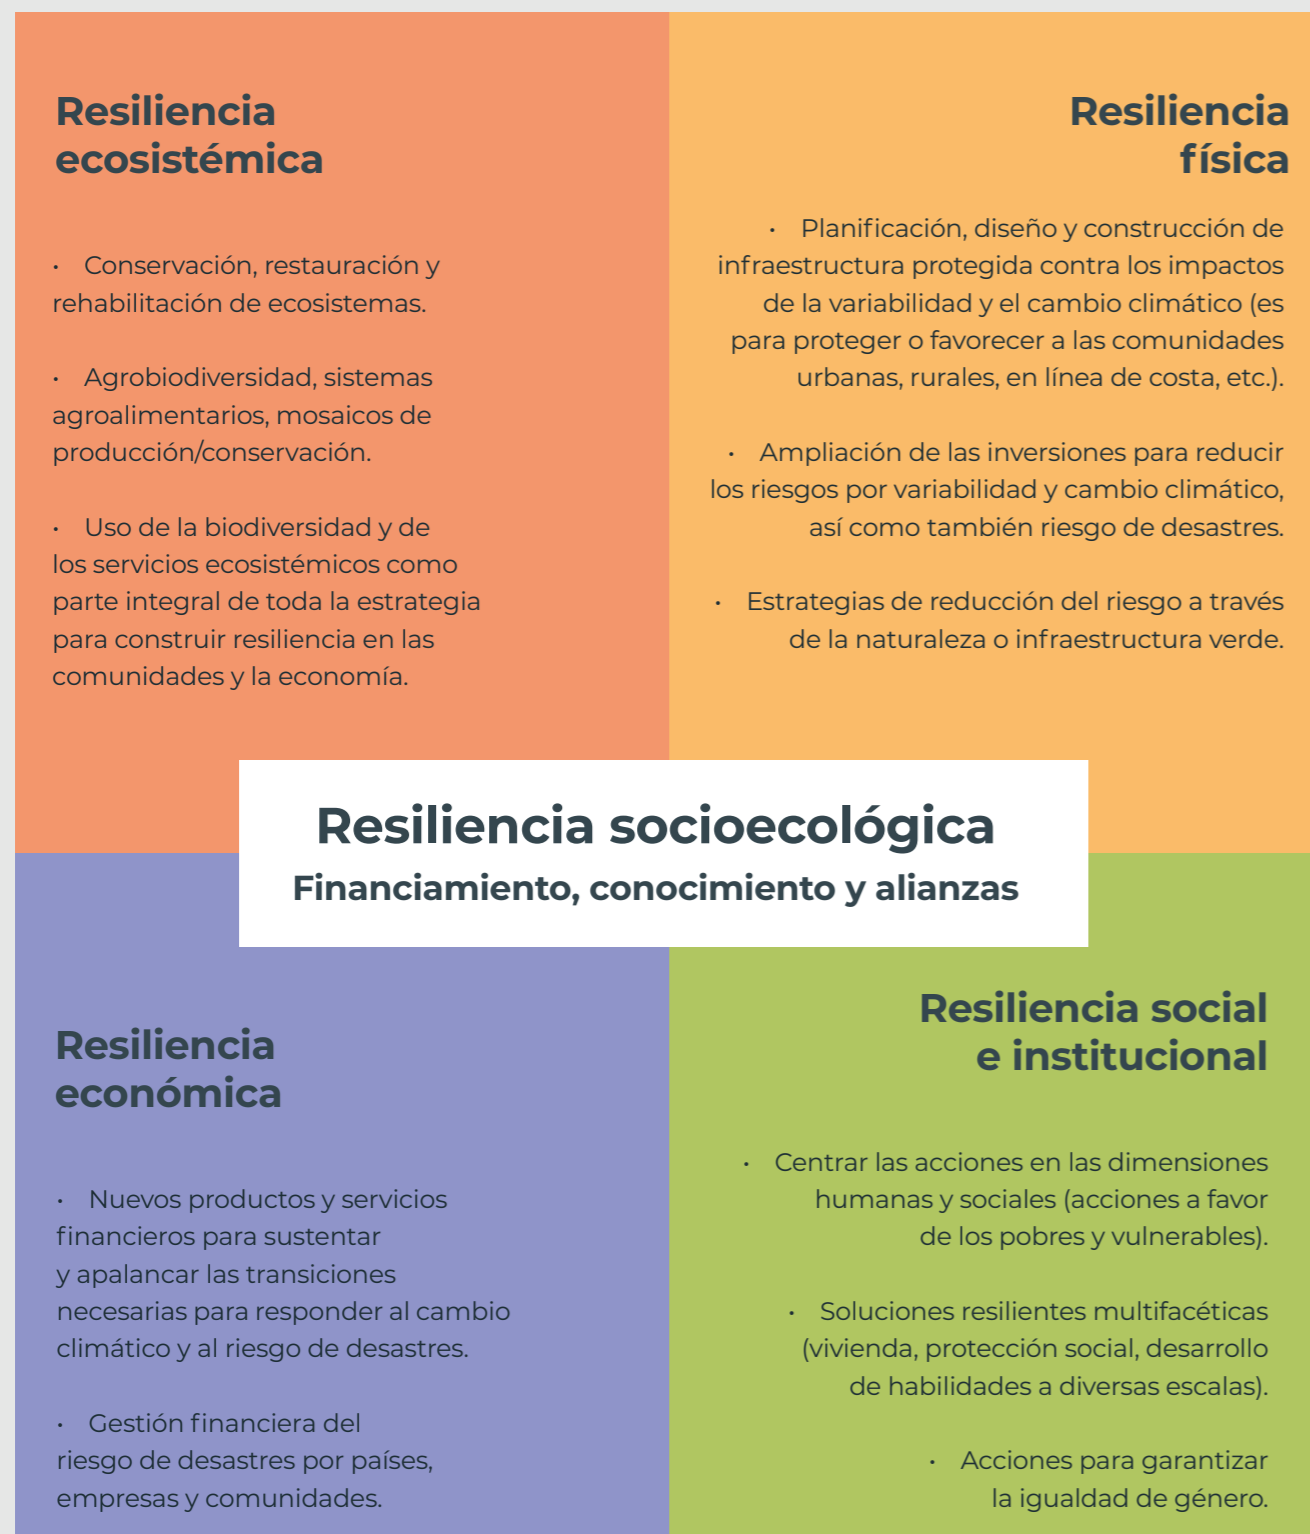 Resiliencia
ecosistémica
• Conservación, restauración y
rehabilitación de ecosistemas.
• Agrobiodiversidad, sistemas
agroalimentarios, mosaicos de
producción/conservación.
• Uso de la biodiversidad y de
los servicios ecosistémicos como
parte integral de toda la estrategia
para construir resiliencia en las
comunidades y la economía.
Resiliencia
física
• Planificación, diseño y construcción de
infraestructura protegida contra los impactos
de la variabilidad y el cambio climático (es
para proteger o favorecer a las comunidades
urbanas, rurales, en línea de costa, etc.).
• Ampliación de las inversiones para reducir
los riesgos por variabilidad y cambio climático,
así como también riesgo de desastres.
• Estrategias de reducción del riesgo a través
de la naturaleza o infraestructura verde.
Resiliencia socioecológica
Financiamiento, conocimiento y alianzas
Resiliencia
económica
• Nuevos productos y servicios
financieros para sustentar
y apalancar las transiciones
necesarias para responder al cambio
climático y al riesgo de desastres.
• Gestión financiera del
riesgo de desastres por países,
empresas y comunidades.
Resiliencia social
e institucional
• Centrar las acciones en las dimensiones
humanas y sociales (acciones a favor
de los pobres y vulnerables).
• Soluciones resilientes multifacéticas
(vivienda, protección social, desarrollo
de habilidades a diversas escalas).
• Acciones para garantizar
la igualdad de género.